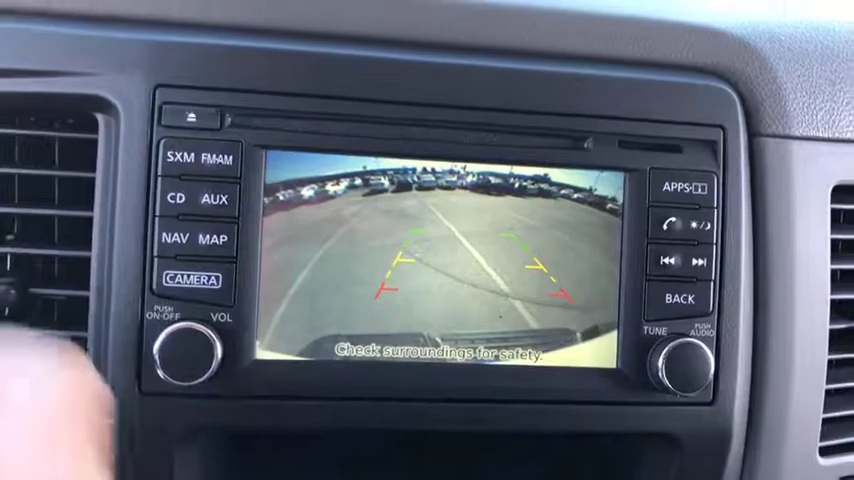 SXM FM·AM
CD AUX
NAV MAP
CAMERA
PUSH
ON·OFF VOL
APPS
BACK
TUNE PUSH
AUDIO
Check surroundings for safety.